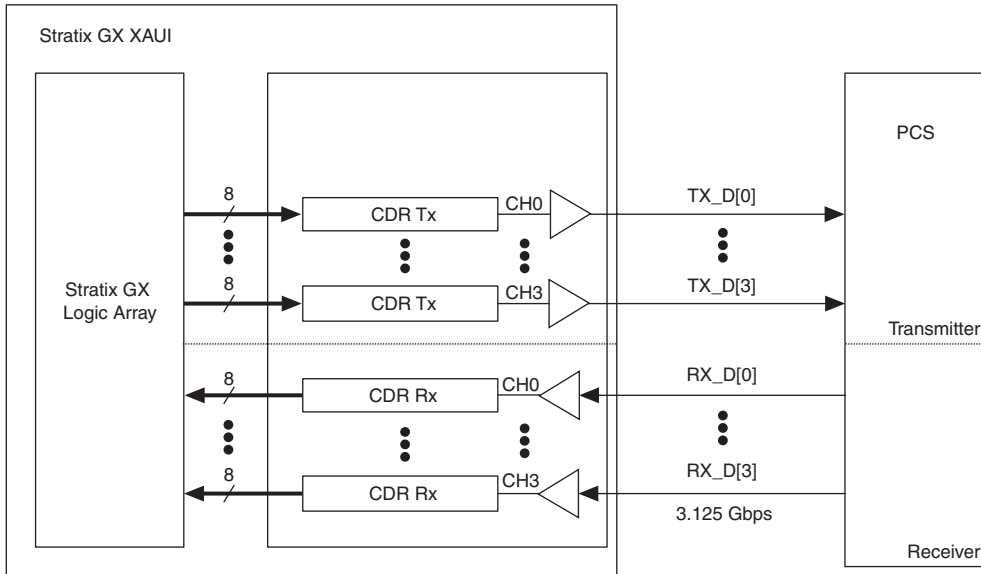 Stratix GX XAUI
PCS
8
CDR Tx
CH0
TX_D[0]
Stratix GX
Logic Array
8
CDR Tx
CH3
TX_D[3]
Transmitter
8
CDR Rx
CH0
RX_D[0]
8
CDR Rx
CH3
RX_D[3]
3.125 Gbps
Receiver